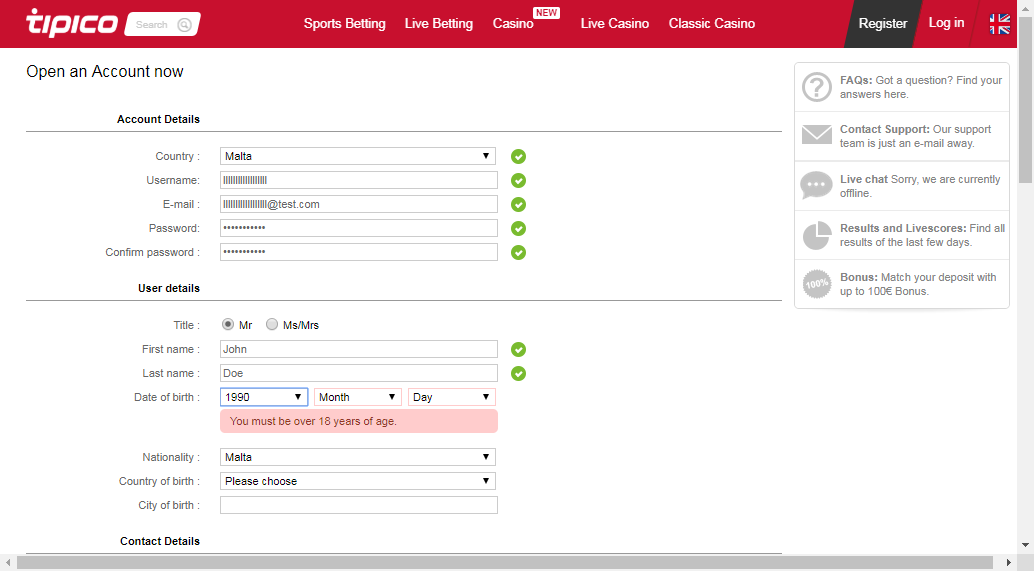 tipico
Search
Sports Betting
Live Betting
Casino
NEW
Live Casino
Classic Casino
Register
Log in
Open an Account now
Account Details
Country :
Malta
Username:
E-mail :
@test.com
Password:
•••••••••••
Confirm password :
•••••••••••
User details
Title :
Mr
Ms/Mrs
First name :
John
Last name :
Doe
Date of birth :
1990
Month
Day
You must be over 18 years of age.
Nationality :
Malta
Country of birth :
Please choose
City of birth :
Contact Details
FAQs: Got a question? Find your
answers here.
Contact Support: Our support
team is just an e-mail away.
Live chat Sorry, we are currently
offline.
Results and Livescores: Find all
results of the last few days.
100%
Bonus: Match your deposit with
up to 100€ Bonus.